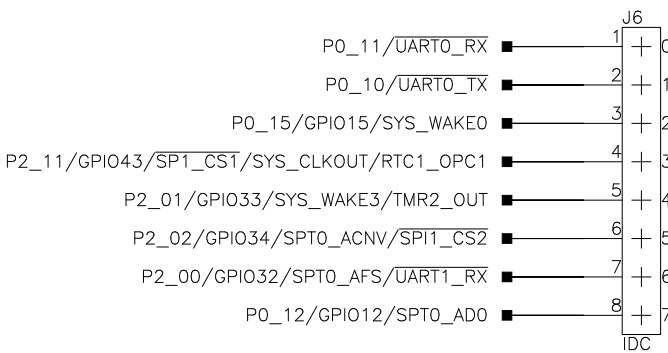 J6
P0_11/UART0_RX 1 0
P0_10/UART0_TX 2 1
P0_15/GPIO15/SYS_WAKE0 3 2
P2_11/GPIO43/SP1_CS1/SYS_CLKOUT/RTC1_OPC1 4 3
P2_01/GPIO33/SYS_WAKE3/TMR2_OUT 5 4
P2_02/GPIO34/SPT0_ACNV/SPI1_CS2 6 5
P2_00/GPIO32/SPT0_AFS/UART1_RX 7 6
P0_12/GPIO12/SPT0_AD0 8 7
IDC